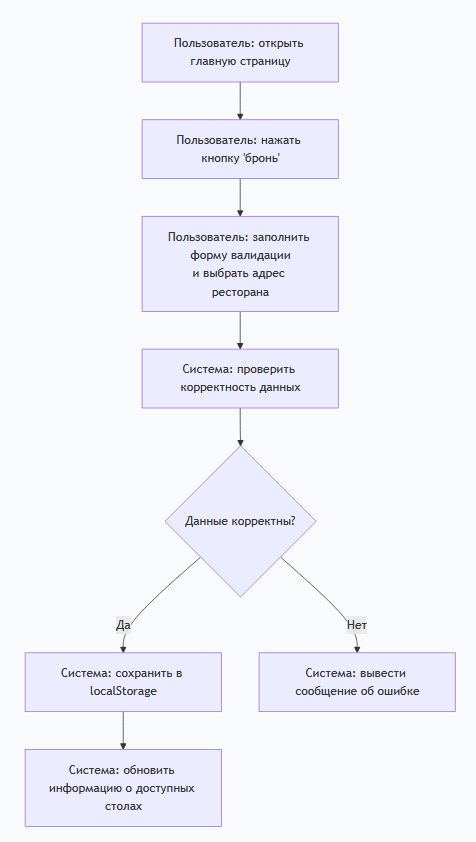 Пользователь: открыть
главную страницу
Пользователь: нажать
кнопку 'бронь'
Пользователь: заполнить
форму валидации
и выбрать адрес
ресторана
Система: проверить
корректность данных
Данные корректны?
Да
Нет
Система: сохранить в
localStorage
Система: вывести
сообщение об ошибке
Система: обновить
информацию о доступных
столах